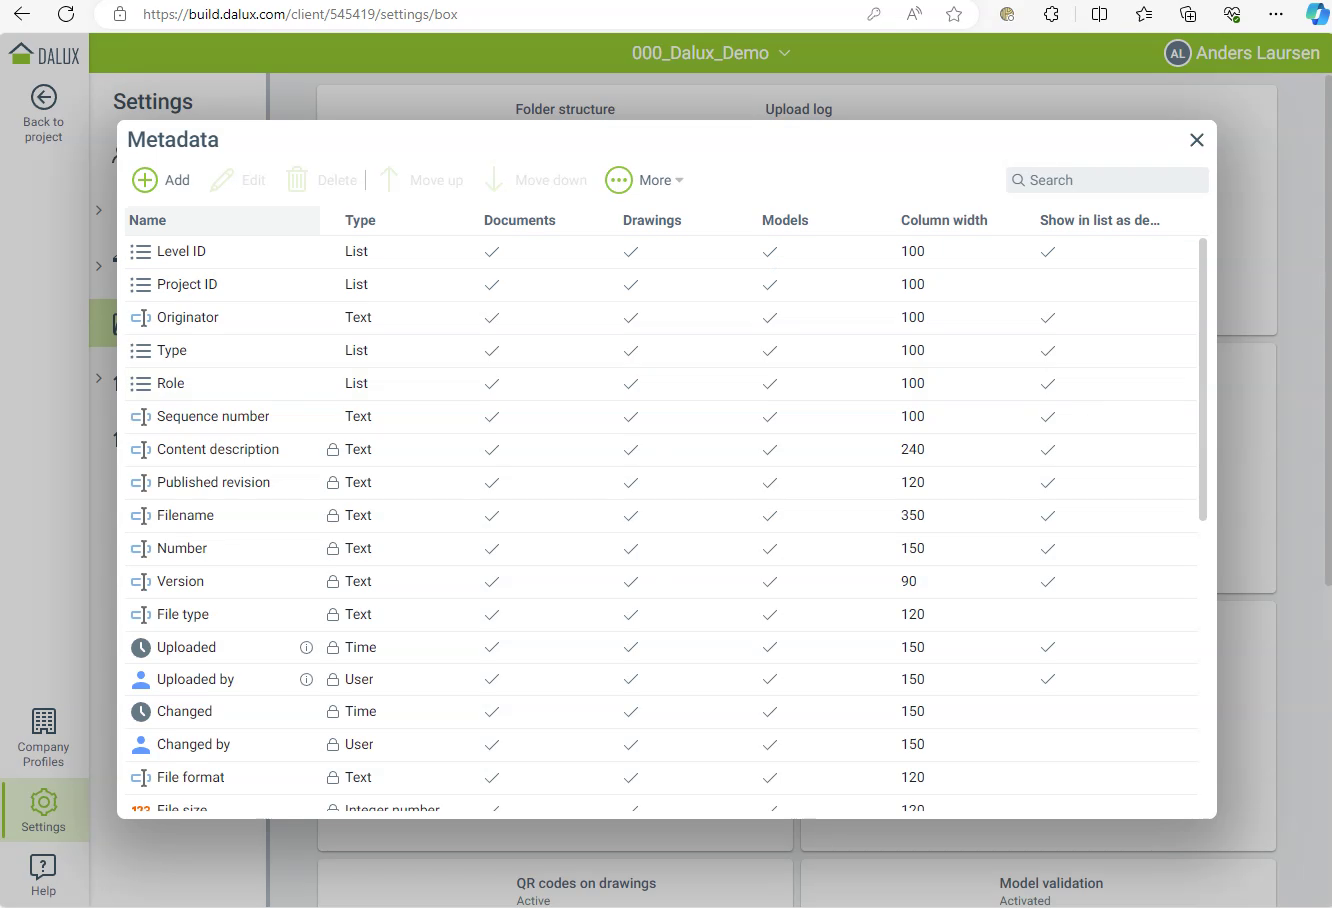 https://build.dalux.com/client/545419/settings/box
DALUX
000_Dalux_Demo
AL Anders Laursen
Back to
project
Settings
Folder structure
Upload log
Metadata
Add Edit Delete Move up Move down More Search
Name Type Documents Drawings Models Column width Show in list as de...
Level ID List 100
Project ID List 100
Originator Text 100
Type List 100
Role List 100
Sequence number Text 100
Content description Text 240
Published revision Text 120
Filename Text 350
Number Text 150
Version Text 90
File type Text 120
Uploaded Time 150
Uploaded by User 150
Changed Time 150
Changed by User 150
File format Text 120
123 File size Integer number 120
Company
Profiles
Settings
Help
QR codes on drawings
Active
Model validation
Activated